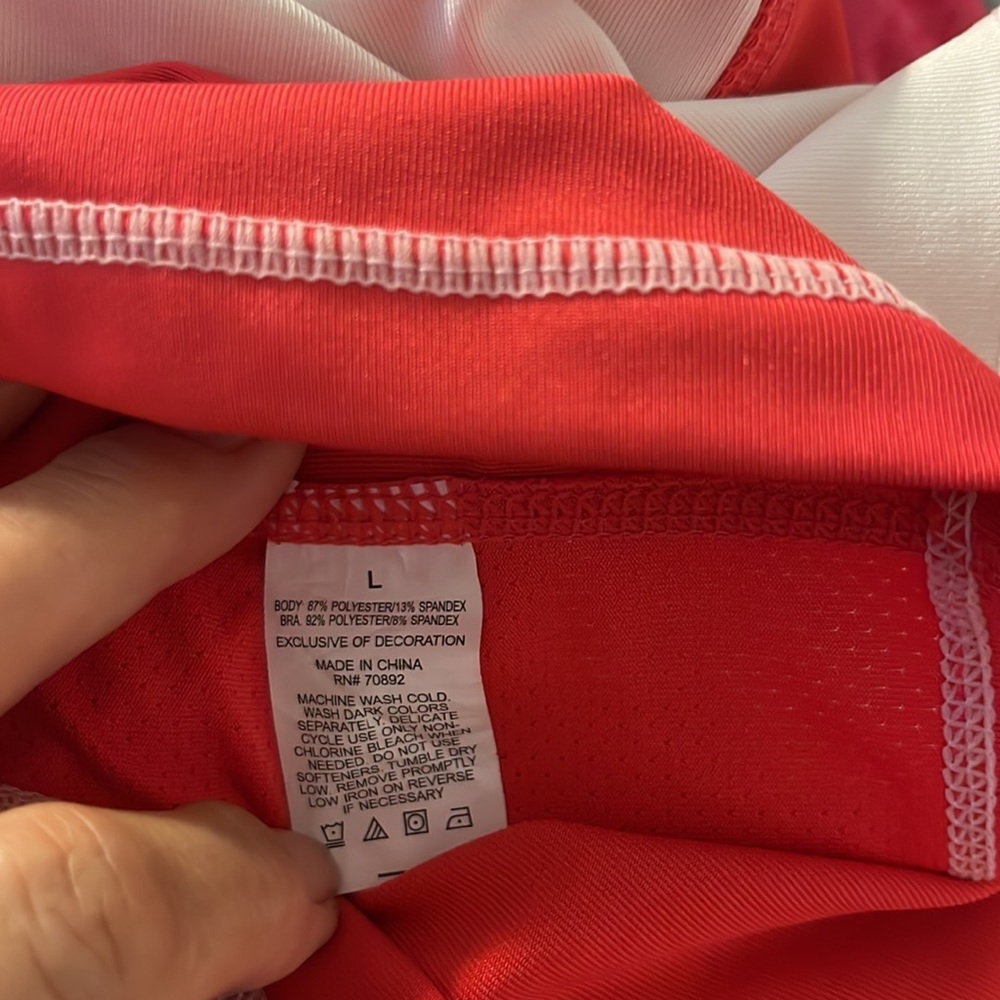 L
BODY: 87% POLYESTER/13% SPANDEX
BRA: 92% POLYESTER/8% SPANDEX
EXCLUSIVE OF DECORATION
MADE IN CHINA
RN# 70892
MACHINE WASH COLD.
WASH DARK COLORS
SEPARATELY. DELICATE
CYCLE USE ONLY NON-
CHLORINE BLEACH WHEN
NEEDED. DO NOT USE
SOFTENERS, TUMBLE DRY
LOW, REMOVE PROMPTLY
LOW IRON ON REVERSE
IF NECESSARY